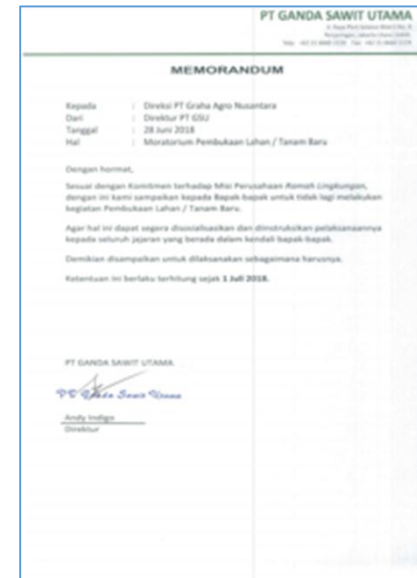 PT GANDA SAWIT UTAMA
MEMORANDUM
Kepada : Direksi PT Graha Agro Nusantara
Dari : Direktur PT GSU
Tanggal : 28 Juni 2018
Hal : Moratorium Pembukaan Lahan / Tanam Baru
Dengan hormat,
Sesuai dengan Komitmen terhadap Misi Perusahaan Ramah Lingkungan,
dengan ini kami sampaikan kepada Bapak-bapak untuk tidak lagi melakukan
kegiatan Pembukaan Lahan / Tanam Baru.
Agar hal ini dapat segera disosialisasikan dan diinstruksikan pelaksanaannya
kepada seluruh jajaran yang berada dalam kendali bapak-bapak.
Demikian disampaikan untuk dilaksanakan sebagaimana harusnya.
Ketentuan ini berlaku terhitung sejak 1 Juli 2018.
PT GANDA SAWIT UTAMA
PT Ganda Sawit Utama
Andy Indigo
Direktur